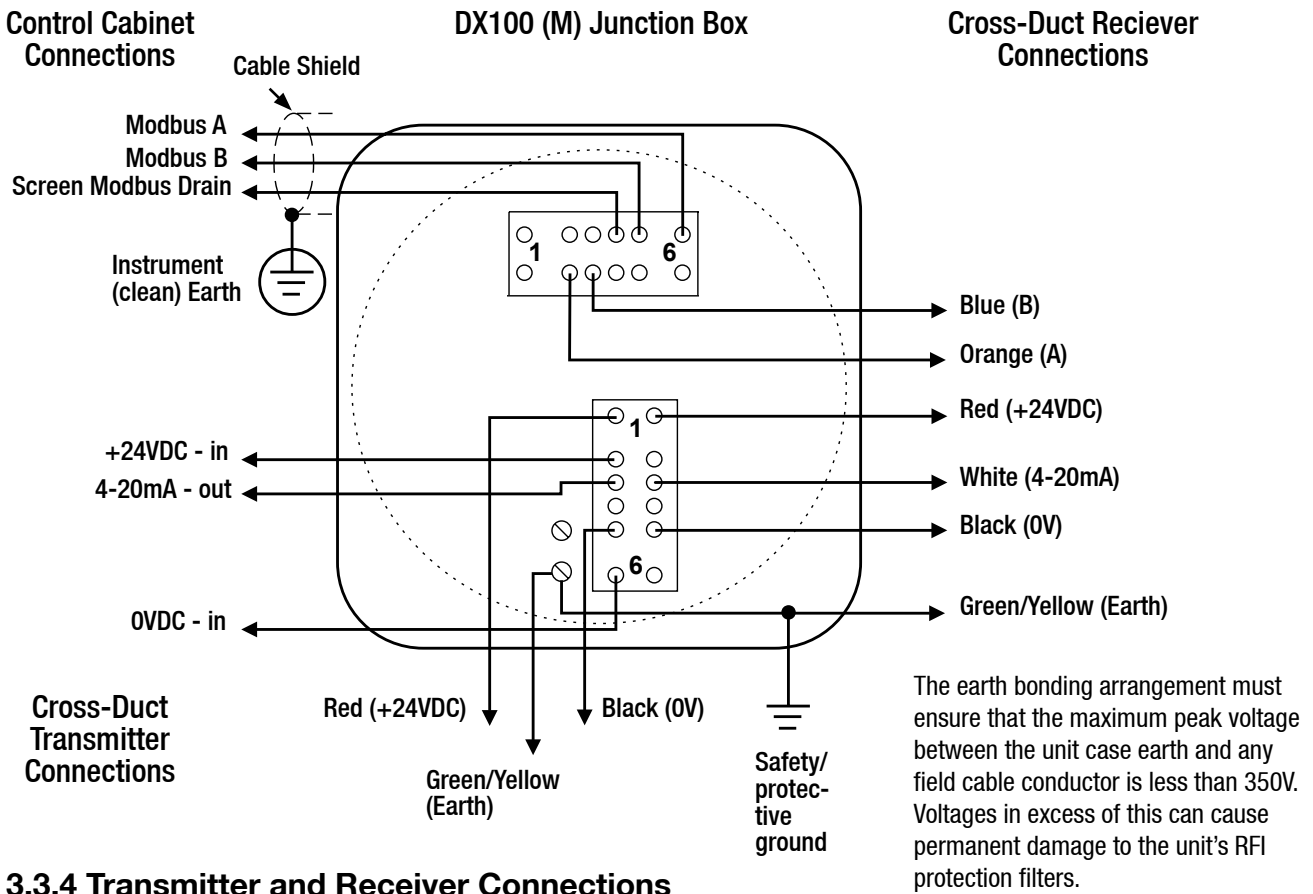 Control Cabinet
Connections
DX100 (M) Junction Box
Cross-Duct Reciever
Connections
Cable Shield
Modbus A
Modbus B
Screen Modbus Drain
Instrument
(clean) Earth
1
6
Blue (B)
Orange (A)
Red (+24VDC)
1
+24VDC - in
4-20mA - out
White (4-20mA)
Black (0V)
6
Green/Yellow (Earth)
0VDC - in
Cross-Duct
Transmitter
Connections
Red (+24VDC)
Black (0V)
Green/Yellow
(Earth)
Safety/
protec-
tive
ground
The earth bonding arrangement must
ensure that the maximum peak voltage
between the unit case earth and any
field cable conductor is less than 350V.
Voltages in excess of this can cause
permanent damage to the unit’s RFI
protection filters.
3.3.4 Transmitter and Receiver Connections